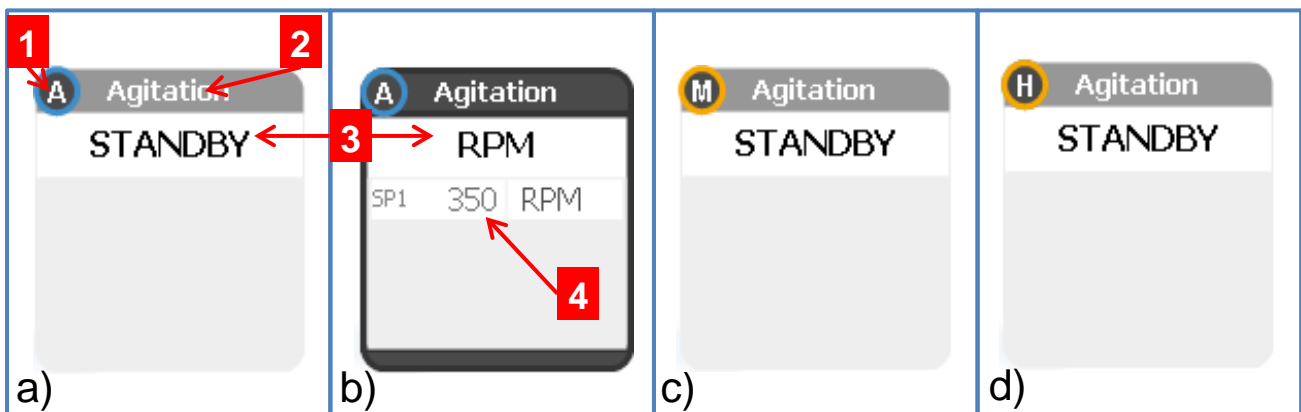 1
2
A Agitation
STANDBY
a)
A Agitation
3
RPM
SP1 350 RPM
4
b)
M Agitation
STANDBY
c)
H Agitation
STANDBY
d)